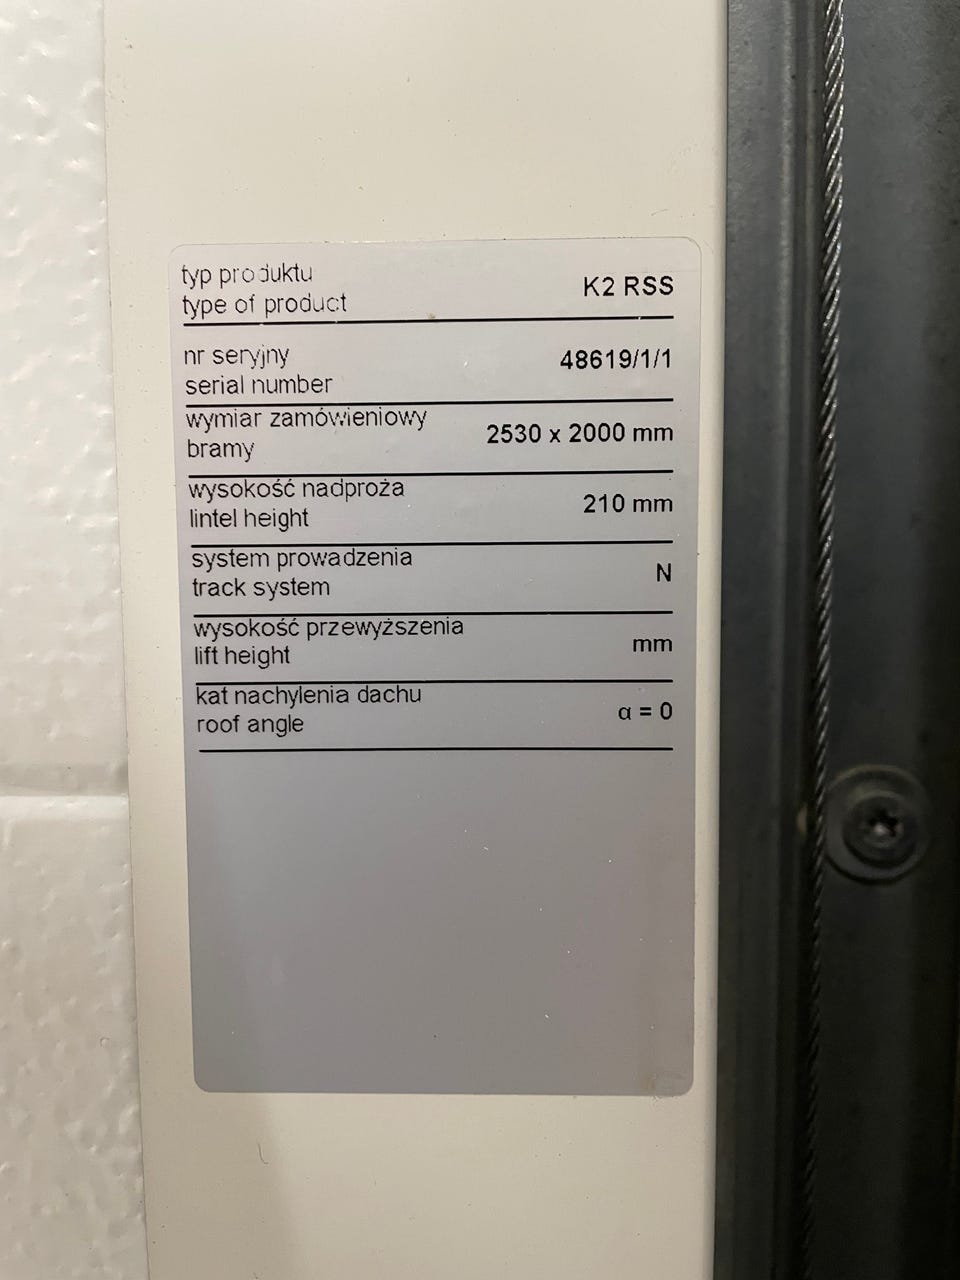 typ produktu
type of product
K2 RSS
nr seryjny
serial number
48619/1/1
wymiar zamówieniowy
bramy
2530 x 2000 mm
wysokość nadproża
lintel height
210 mm
system prowadzenia
track system
N
wysokość przewyższenia
lift height
mm
kat nachylenia dachu
roof angle
α = 0